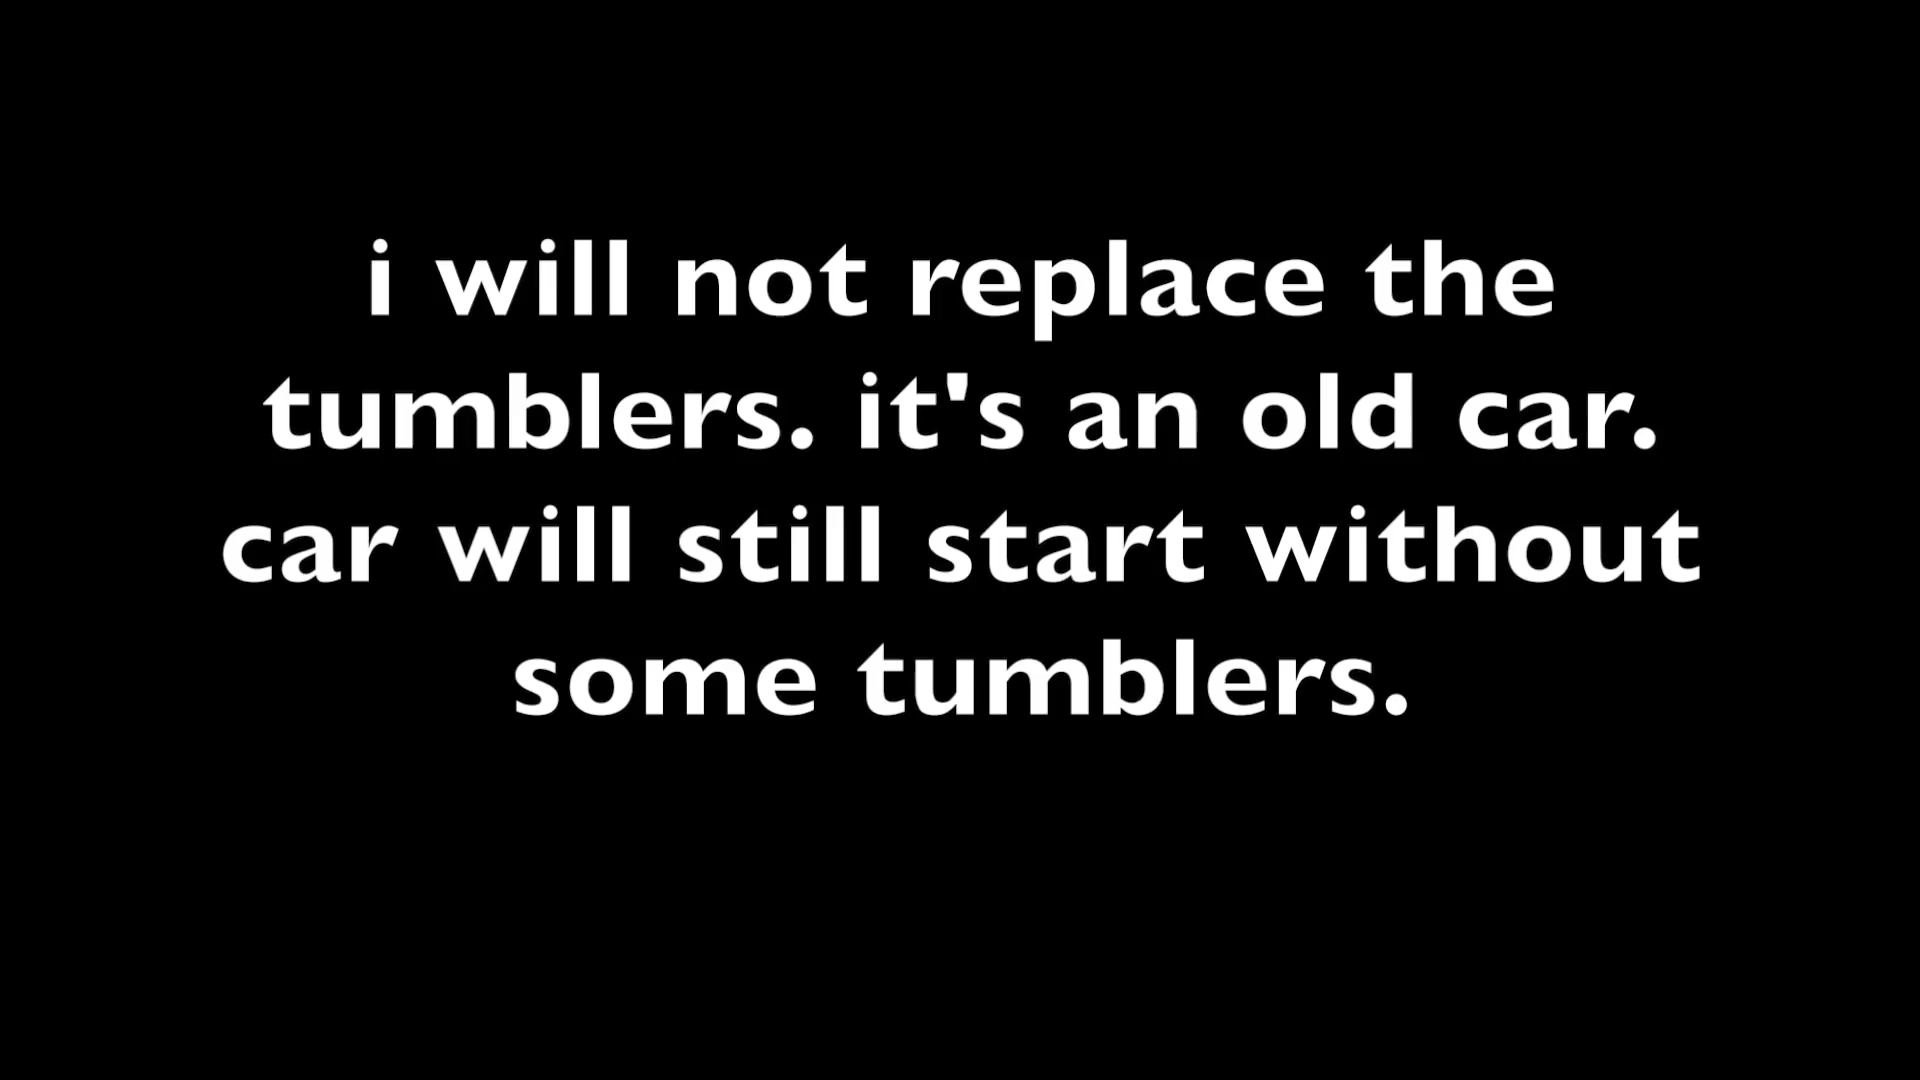 i will not replace the
tumblers. it's an old car.
car will still start without
some tumblers.